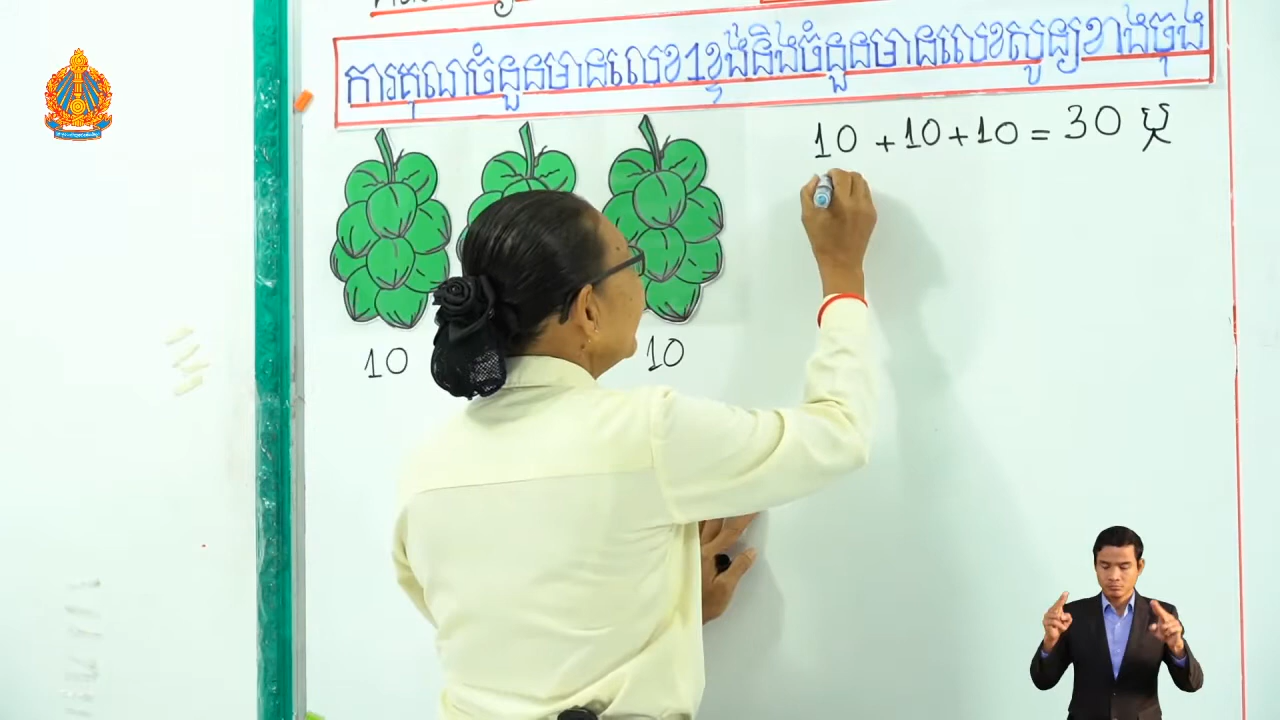 ការគុណចំនួនមានលេខ1ខ្ទង់និងចំនួនមានលេខសូន្យខាងចុង
10 + 10 + 10 = 30 ផ្លែ
10 10